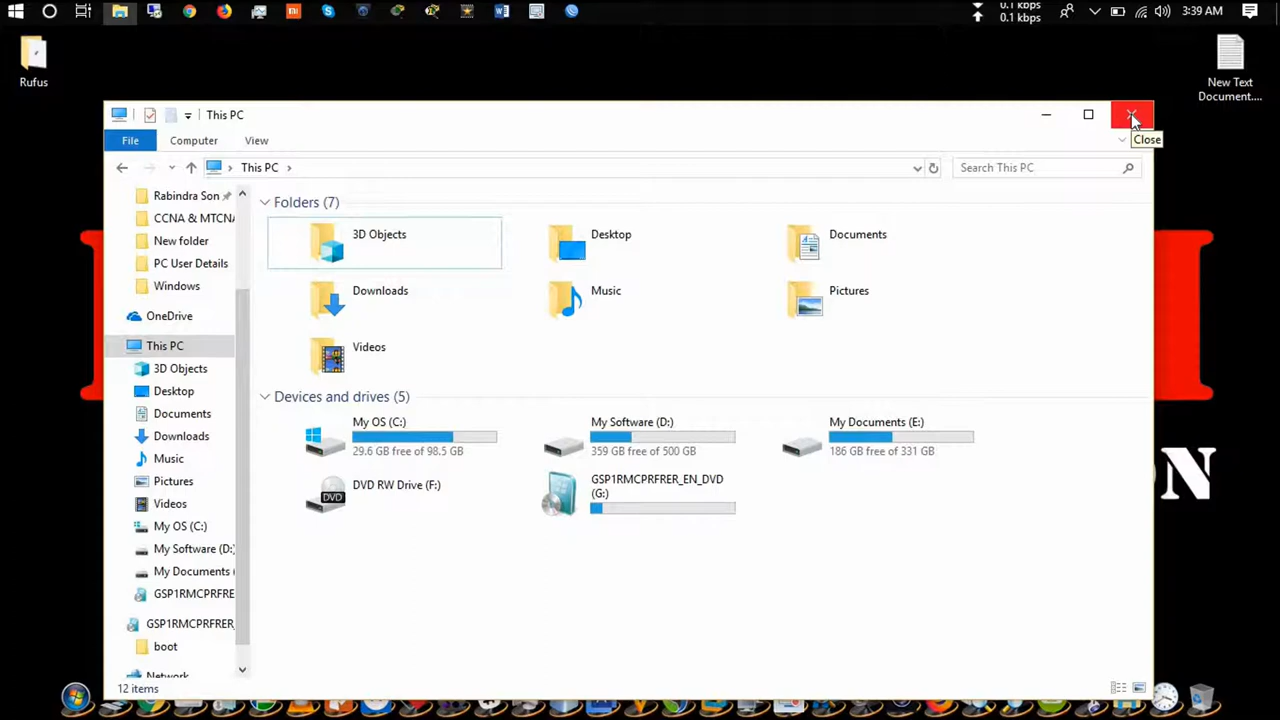 0.1 kbps
0.1 kbps
3:39 AM
Rufus
New Text
Document....
This PC
Close
File
Computer
View
This PC
Search This PC
Rabindra Son
CCNA & MTCNA
New folder
PC User Details
Windows
OneDrive
This PC
3D Objects
Desktop
Documents
Downloads
Music
Pictures
Videos
My OS (C:)
My Software (D:)
My Documents (
GSP1RMCPRFRE
GSP1RMCPRFRER_
boot
Network
Folders (7)
3D Objects
Desktop
Documents
Downloads
Music
Pictures
Videos
Devices and drives (5)
My OS (C:)
29.6 GB free of 98.5 GB
My Software (D:)
359 GB free of 500 GB
My Documents (E:)
186 GB free of 331 GB
DVD RW Drive (F:)
DVD
GSP1RMCPRFRER_EN_DVD
(G:)
12 items
N